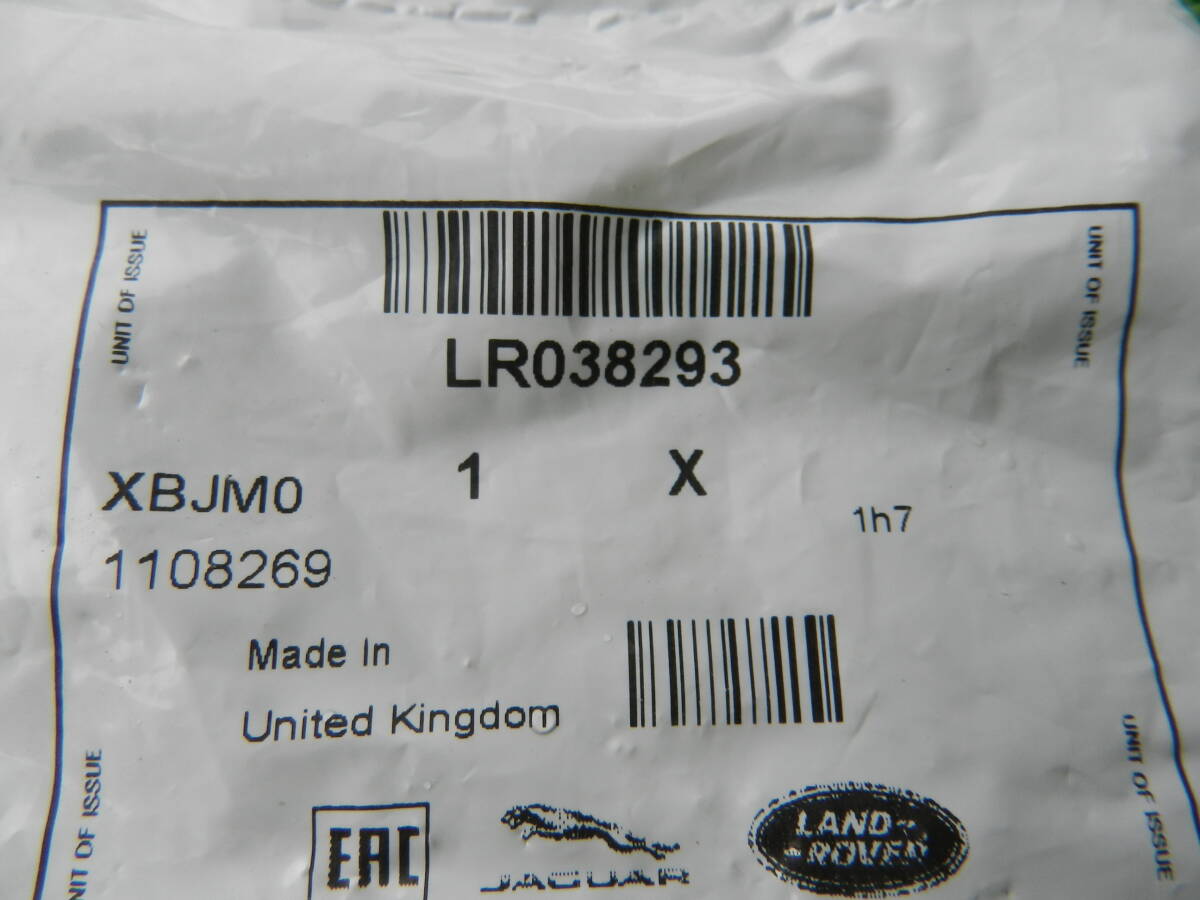 UNIT OF ISSUE
UNIT OF ISSUE
LR038293
XBJM0 1 X
1h7
1108269
Made In
United Kingdom
UNIT OF ISSUE
UNIT OF ISSUE
EAC
JAGUAR
LAND-
-ROVER